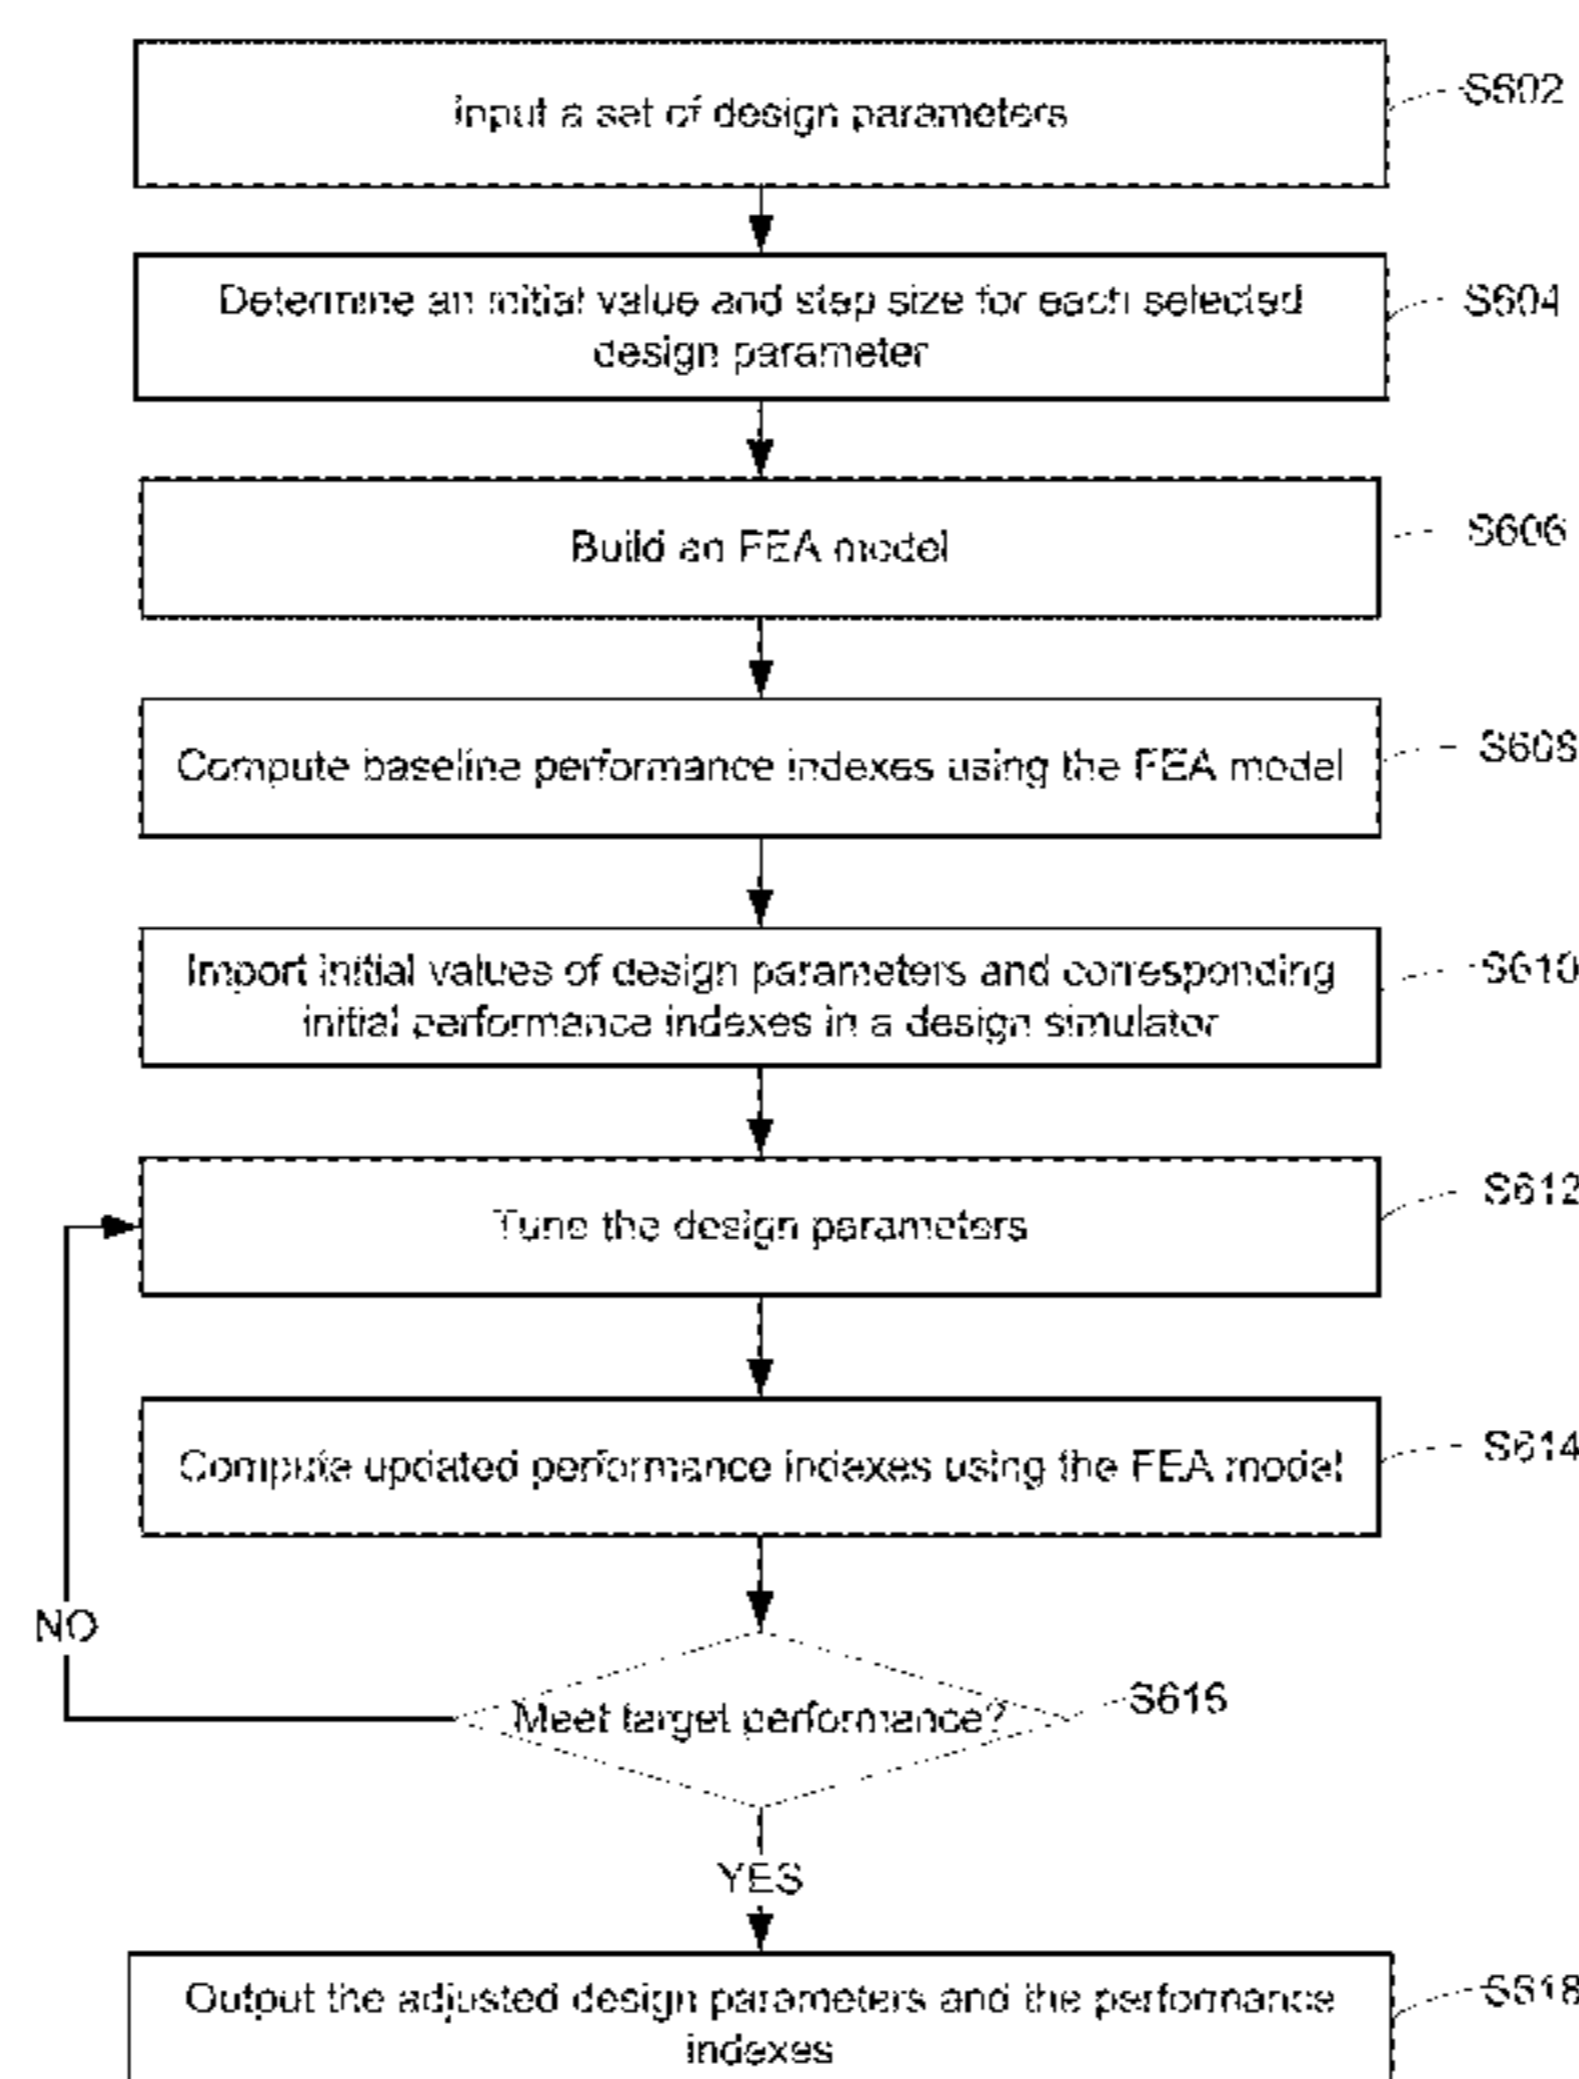 Input a set of design parameters
S602
Determine an initial value and step size for each selected
design parameter
S604
Build an FEA model
S606
Compute baseline performance indexes using the FEA model
S608
Import initial values of design parameters and corresponding
initial performance indexes in a design simulator
S610
Tune the design parameters
S612
Compute updated performance indexes using the FEA model
S614
NO
Meet target performance?
S616
YES
Output the adjusted design parameters and the performance
indexes
S618